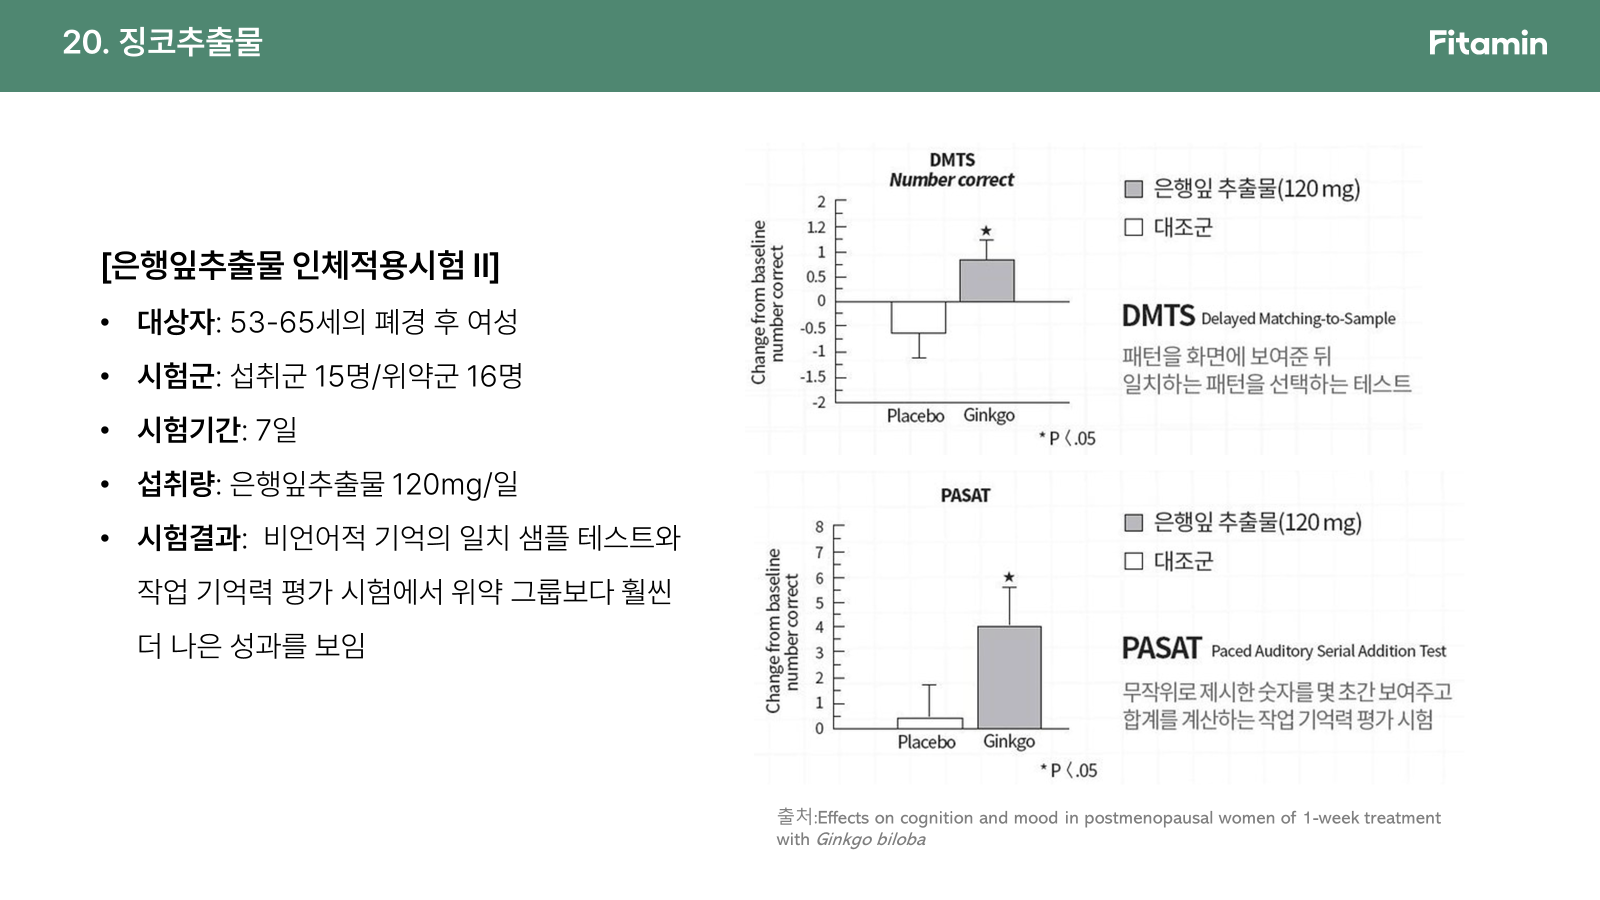 20. 징코추출물
Fitamin
[은행잎추출물 인체적용시험 II]
• 대상자: 53-65세의 폐경 후 여성
• 시험군: 섭취군 15명/위약군 16명
• 시험기간: 7일
• 섭취량: 은행잎추출물 120mg/일
• 시험결과: 비언어적 기억의 일치 샘플 테스트와
작업 기억력 평가 시험에서 위약 그룹보다 훨씬
더 나은 성과를 보임
DMTS
Number correct
Change from baseline
number correct
2
1.2
1
0.5
0
-0.5
-1
-1.5
-2
★
Placebo Ginkgo
* P〈.05
은행잎 추출물(120 mg)
대조군
DMTS Delayed Matching-to-Sample
패턴을 화면에 보여준 뒤
일치하는 패턴을 선택하는 테스트
PASAT
Change from baseline
number correct
8
7
6
5
4
3
2
1
0
★
Placebo Ginkgo
* P〈.05
은행잎 추출물(120 mg)
대조군
PASAT Paced Auditory Serial Addition Test
무작위로 제시한 숫자를 몇 초간 보여주고
합계를 계산하는 작업 기억력 평가 시험
출처:Effects on cognition and mood in postmenopausal women of 1-week treatment
with Ginkgo biloba